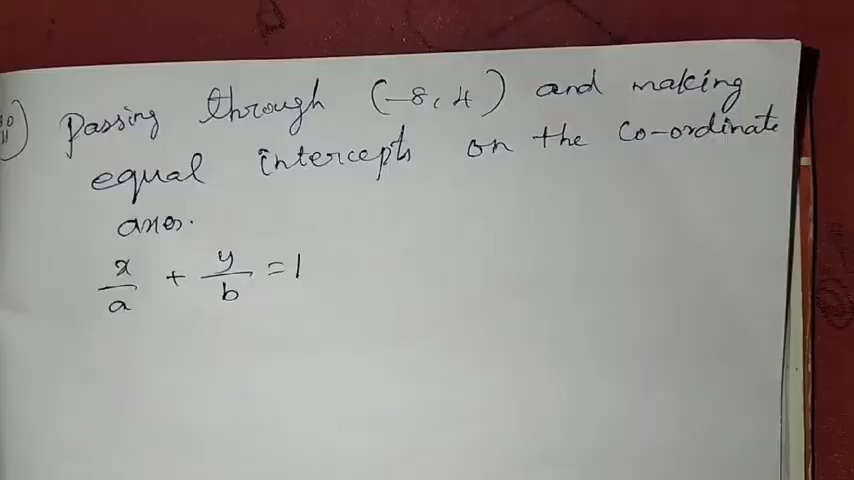 Passing through (-8, 4) and making
equal intercepts on the co-ordinate
axes.
x/a + y/b = 1